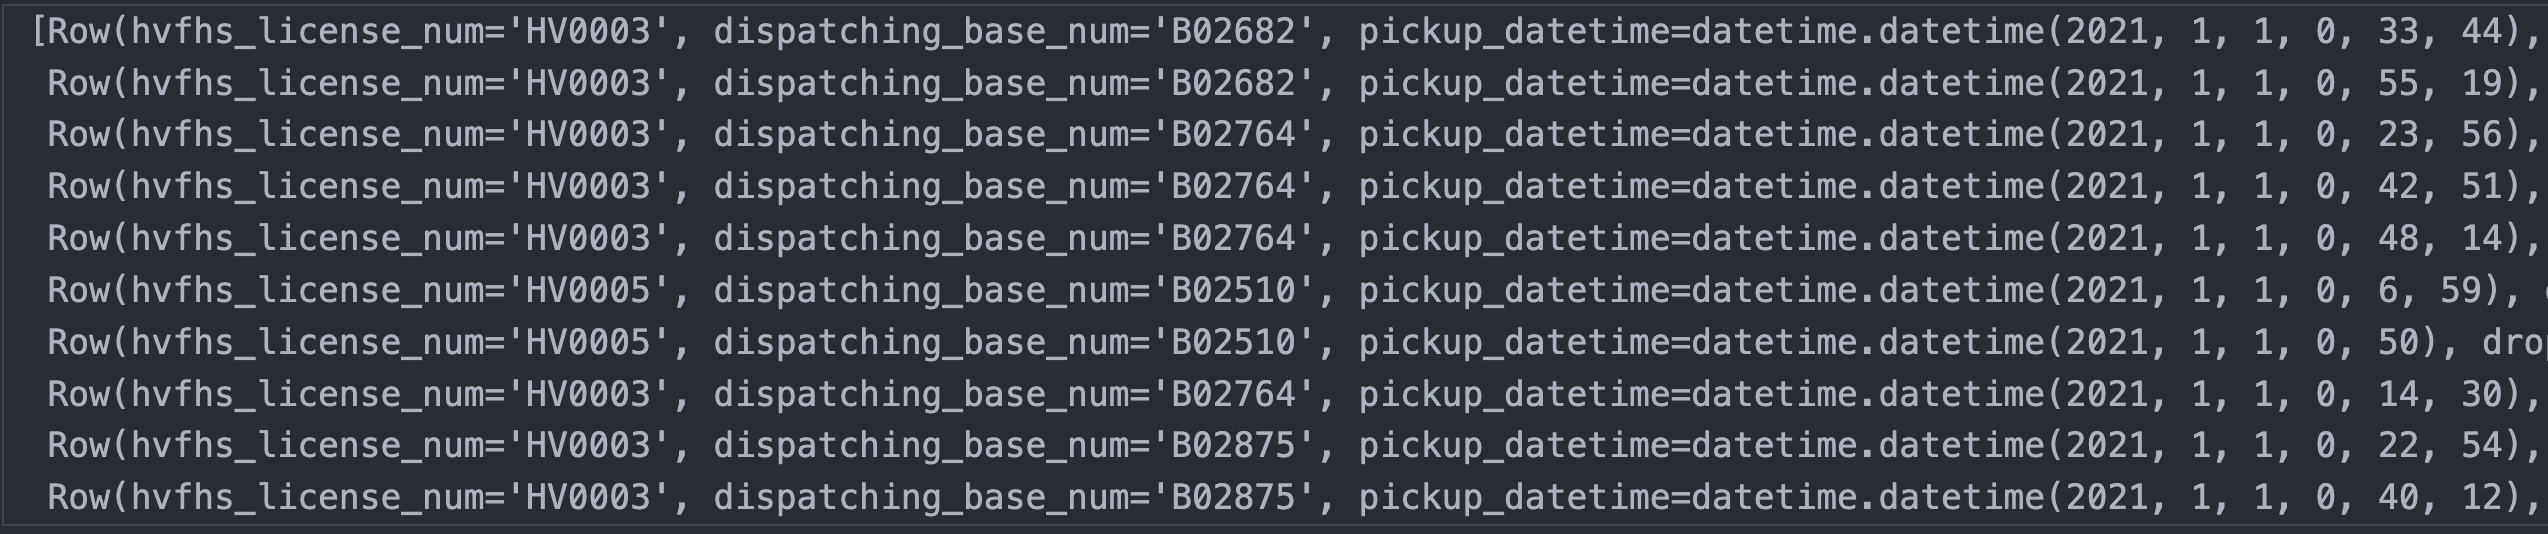 [Row(hvfhs_license_num='HV0003', dispatching_base_num='B02682', pickup_datetime=datetime.datetime(2021, 1, 1, 0, 33, 44),
Row(hvfhs_license_num='HV0003', dispatching_base_num='B02682', pickup_datetime=datetime.datetime(2021, 1, 1, 0, 55, 19),
Row(hvfhs_license_num='HV0003', dispatching_base_num='B02764', pickup_datetime=datetime.datetime(2021, 1, 1, 0, 23, 56),
Row(hvfhs_license_num='HV0003', dispatching_base_num='B02764', pickup_datetime=datetime.datetime(2021, 1, 1, 0, 42, 51),
Row(hvfhs_license_num='HV0003', dispatching_base_num='B02764', pickup_datetime=datetime.datetime(2021, 1, 1, 0, 48, 14),
Row(hvfhs_license_num='HV0005', dispatching_base_num='B02510', pickup_datetime=datetime.datetime(2021, 1, 1, 0, 6, 59),
Row(hvfhs_license_num='HV0005', dispatching_base_num='B02510', pickup_datetime=datetime.datetime(2021, 1, 1, 0, 50), dro
Row(hvfhs_license_num='HV0003', dispatching_base_num='B02764', pickup_datetime=datetime.datetime(2021, 1, 1, 0, 14, 30),
Row(hvfhs_license_num='HV0003', dispatching_base_num='B02875', pickup_datetime=datetime.datetime(2021, 1, 1, 0, 22, 54),
Row(hvfhs_license_num='HV0003', dispatching_base_num='B02875', pickup_datetime=datetime.datetime(2021, 1, 1, 0, 40, 12),